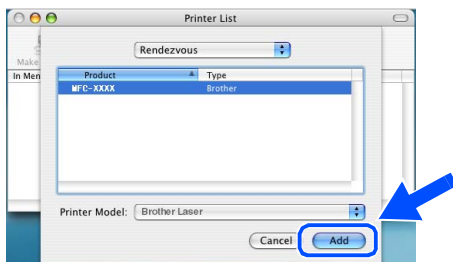 Printer List
Rendezvous
Make
In Men
Product Type
MFC-XXXX Brother
Printer Model: Brother Laser
Cancel Add